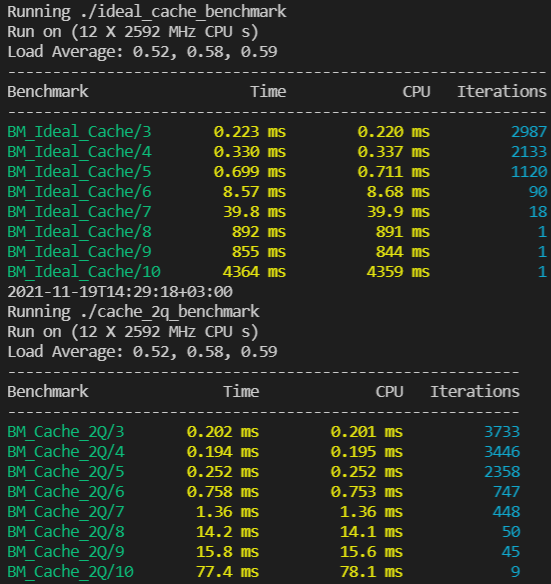 Running ./ideal_cache_benchmark
Run on (12 X 2592 MHz CPU s)
Load Average: 0.52, 0.58, 0.59
------------------------------------------------------------
Benchmark                  Time             CPU   Iterations
------------------------------------------------------------
BM_Ideal_Cache/3       0.223 ms        0.220 ms         2987
BM_Ideal_Cache/4       0.330 ms        0.337 ms         2133
BM_Ideal_Cache/5       0.699 ms        0.711 ms         1120
BM_Ideal_Cache/6        8.57 ms         8.68 ms           90
BM_Ideal_Cache/7        39.8 ms         39.9 ms           18
BM_Ideal_Cache/8         892 ms          891 ms            1
BM_Ideal_Cache/9         855 ms          844 ms            1
BM_Ideal_Cache/10       4364 ms         4359 ms            1
2021-11-19T14:29:18+03:00
Running ./cache_2q_benchmark
Run on (12 X 2592 MHz CPU s)
Load Average: 0.52, 0.58, 0.59
---------------------------------------------------------
Benchmark               Time             CPU   Iterations
---------------------------------------------------------
BM_Cache_2Q/3       0.202 ms        0.201 ms         3733
BM_Cache_2Q/4       0.194 ms        0.195 ms         3446
BM_Cache_2Q/5       0.252 ms        0.252 ms         2358
BM_Cache_2Q/6       0.758 ms        0.753 ms          747
BM_Cache_2Q/7        1.36 ms         1.36 ms          448
BM_Cache_2Q/8        14.2 ms         14.1 ms           50
BM_Cache_2Q/9        15.8 ms         15.6 ms           45
BM_Cache_2Q/10       77.4 ms         78.1 ms            9